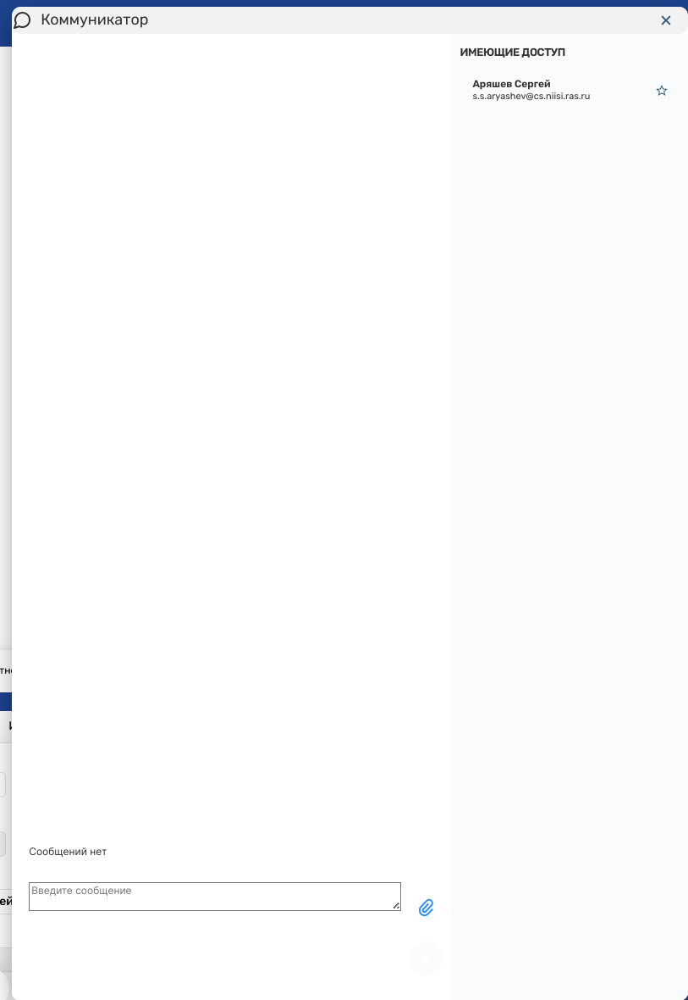 Коммуникатор
ИМЕЮЩИЕ ДОСТУП
Аряшев Сергей
s.s.aryashev@cs.niisi.ras.ru
Сообщений нет
Введите сообщение